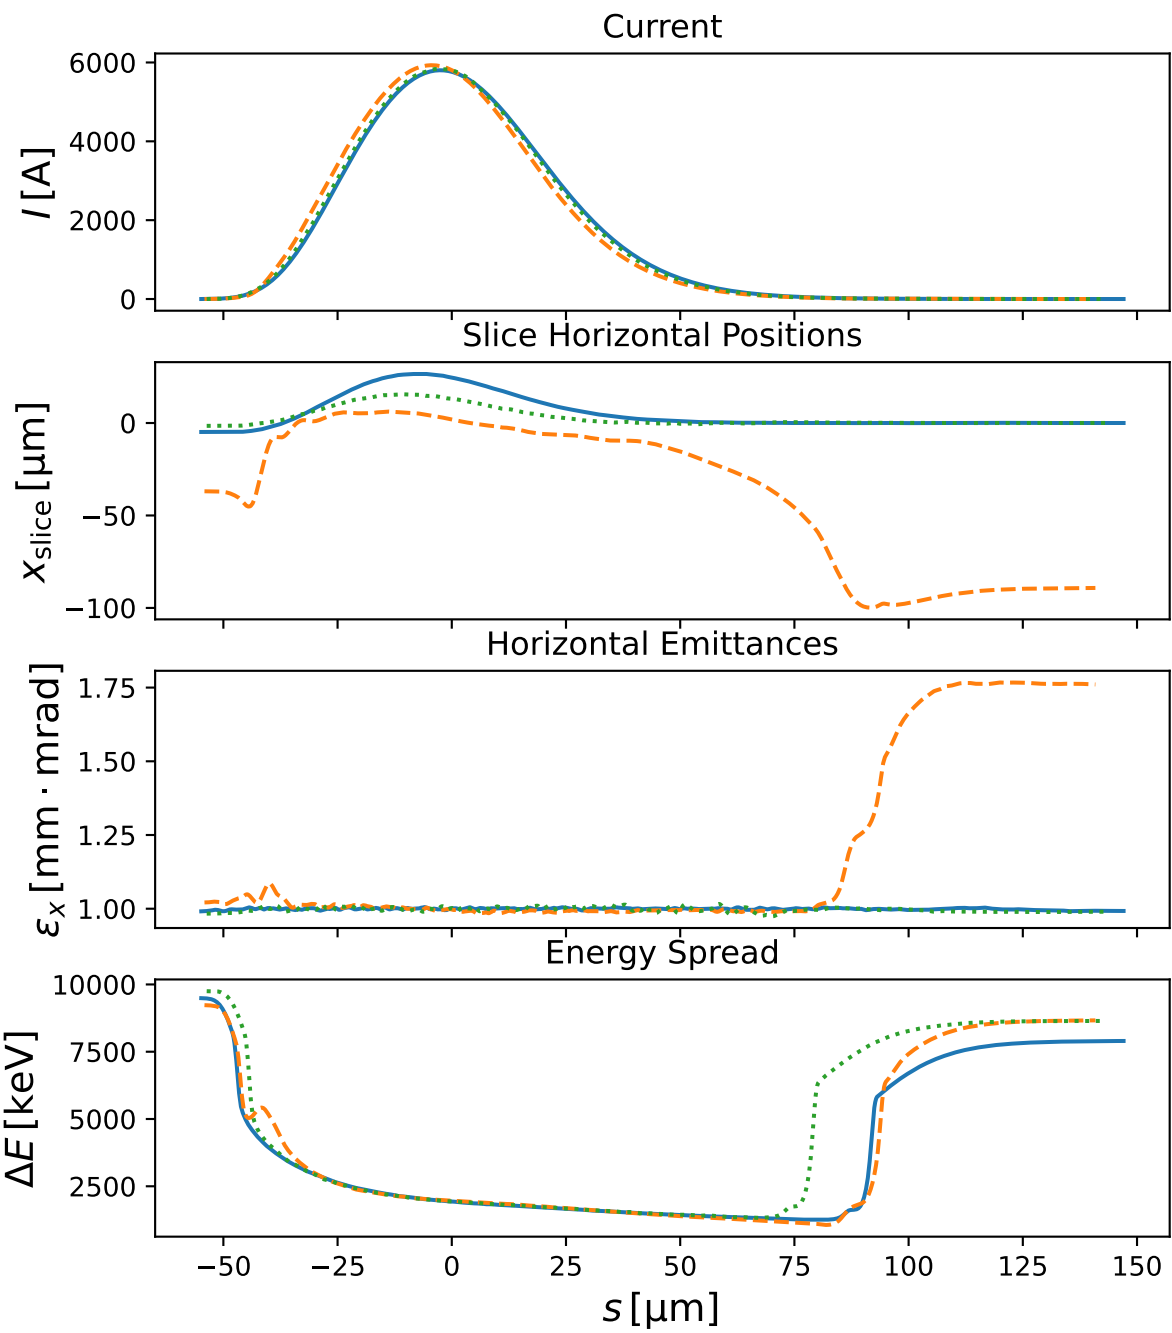 Current
6000
4000
2000
0
I [A]
Slice Horizontal Positions
0
−50
−100
x_slice [μm]
Horizontal Emittances
1.75
1.50
1.25
1.00
ε_x [mm · mrad]
Energy Spread
10000
7500
5000
2500
ΔE [keV]
−50 −25 0 25 50 75 100 125 150
s [μm]